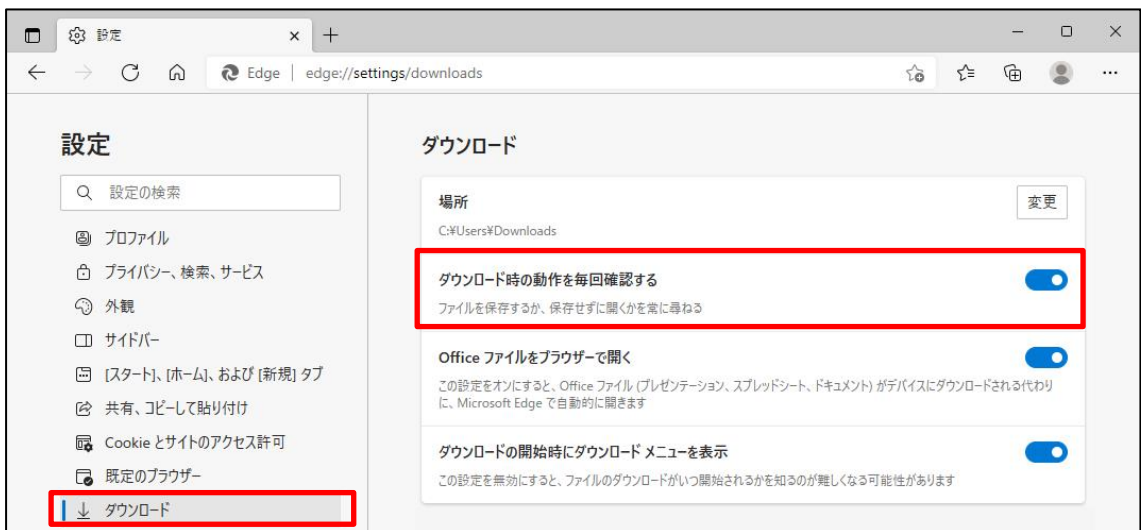 設定
Edge | edge://settings/downloads
設定
設定の検索
プロファイル
プライバシー、検索、サービス
外観
サイドバー
[スタート]、[ホーム]、および [新規] タブ
共有、コピーして貼り付け
Cookie とサイトのアクセス許可
既定のブラウザー
ダウンロード
ダウンロード
場所
変更
C:¥Users¥Downloads
ダウンロード時の動作を毎回確認する
ファイルを保存するか、保存せずに開くかを常に尋ねる
Office ファイルをブラウザーで開く
この設定をオンにすると、Office ファイル (プレゼンテーション、スプレッドシート、ドキュメント) がデバイスにダウンロードされる代わり
に、Microsoft Edge で自動的に開きます
ダウンロードの開始時にダウンロード メニューを表示
この設定を無効にすると、ファイルのダウンロードがいつ開始されるかを知るのが難しくなる可能性があります